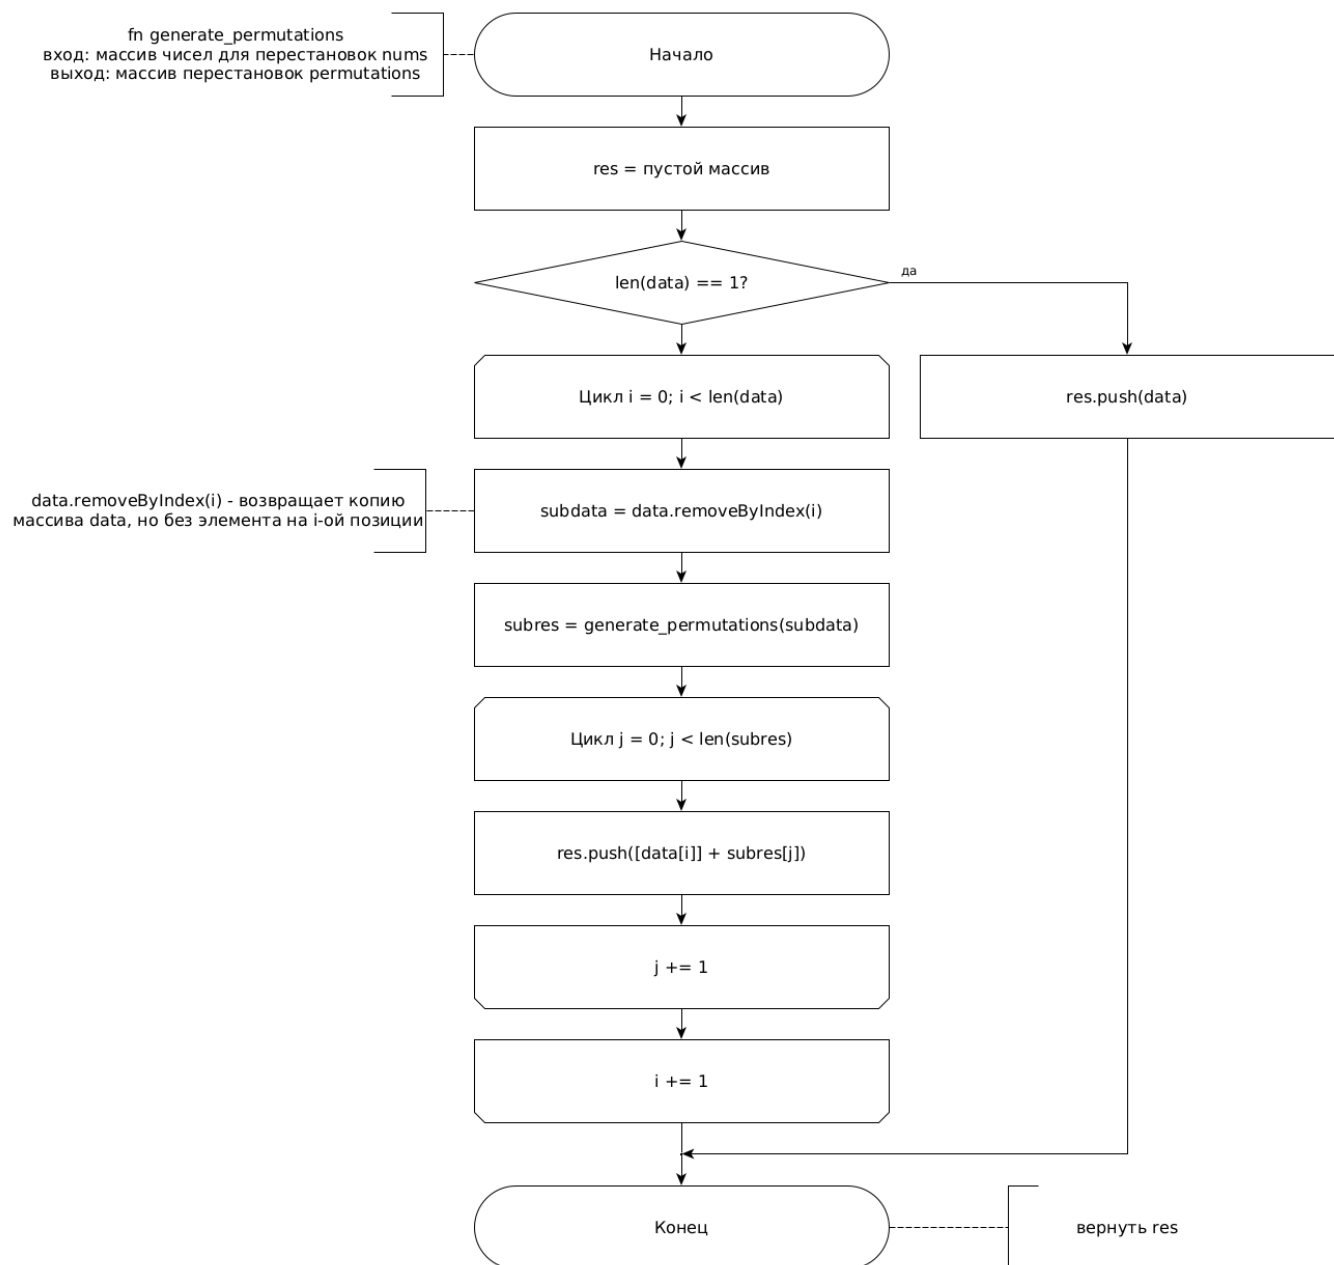 fn generate_permutations
вход: массив чисел для перестановок nums
выход: массив перестановок permutations
Начало
res = пустой массив
len(data) == 1?
да
Цикл i = 0; i < len(data)
res.push(data)
data.removeByIndex(i) - возвращает копию
массива data, но без элемента на i-ой позиции
subdata = data.removeByIndex(i)
subres = generate_permutations(subdata)
Цикл j = 0; j < len(subres)
res.push([data[i]] + subres[j])
j += 1
i += 1
Конец
вернуть res